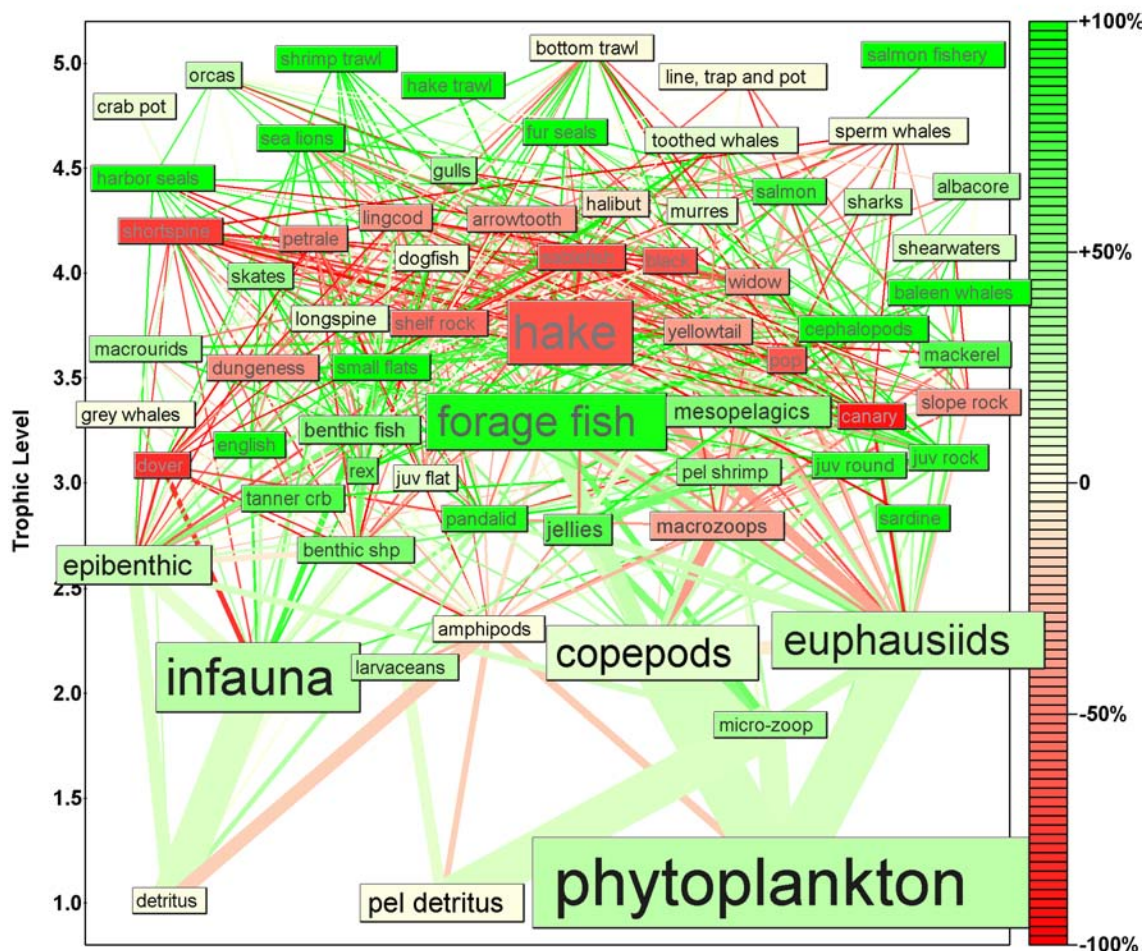 +100%
shrimp trawl
bottom trawl
salmon fishery
5.0
orcas
hake trawl
line, trap and pot
crab pot
sea lions
fur seals
toothed whales
sperm whales
4.5
harbor seals
gulls
salmon
sharks
albacore
shortspine
petrale
lingcod
arrowtooth
halibut
murres
shearwaters
+50%
4.0
skates
dogfish
sablefish
black
widow
baleen whales
longspine
shelf rock
hake
yellowtail
cephalopods
macrourids
3.5
dungeness
small flats
pop
mackerel
grey whales
english
benthic fish
forage fish
mesopelagics
canary
slope rock
Trophic Level
3.0
dover
rex
juv flat
pel shrimp
juv round
juv rock
0
tanner crb
pandalid
jellies
macrozoops
sardine
epibenthic
benthic shp
2.5
amphipods
copepods
euphausiids
infauna
larvaceans
2.0
micro-zoop
-50%
1.5
phytoplankton
1.0
detritus
pel detritus
-100%